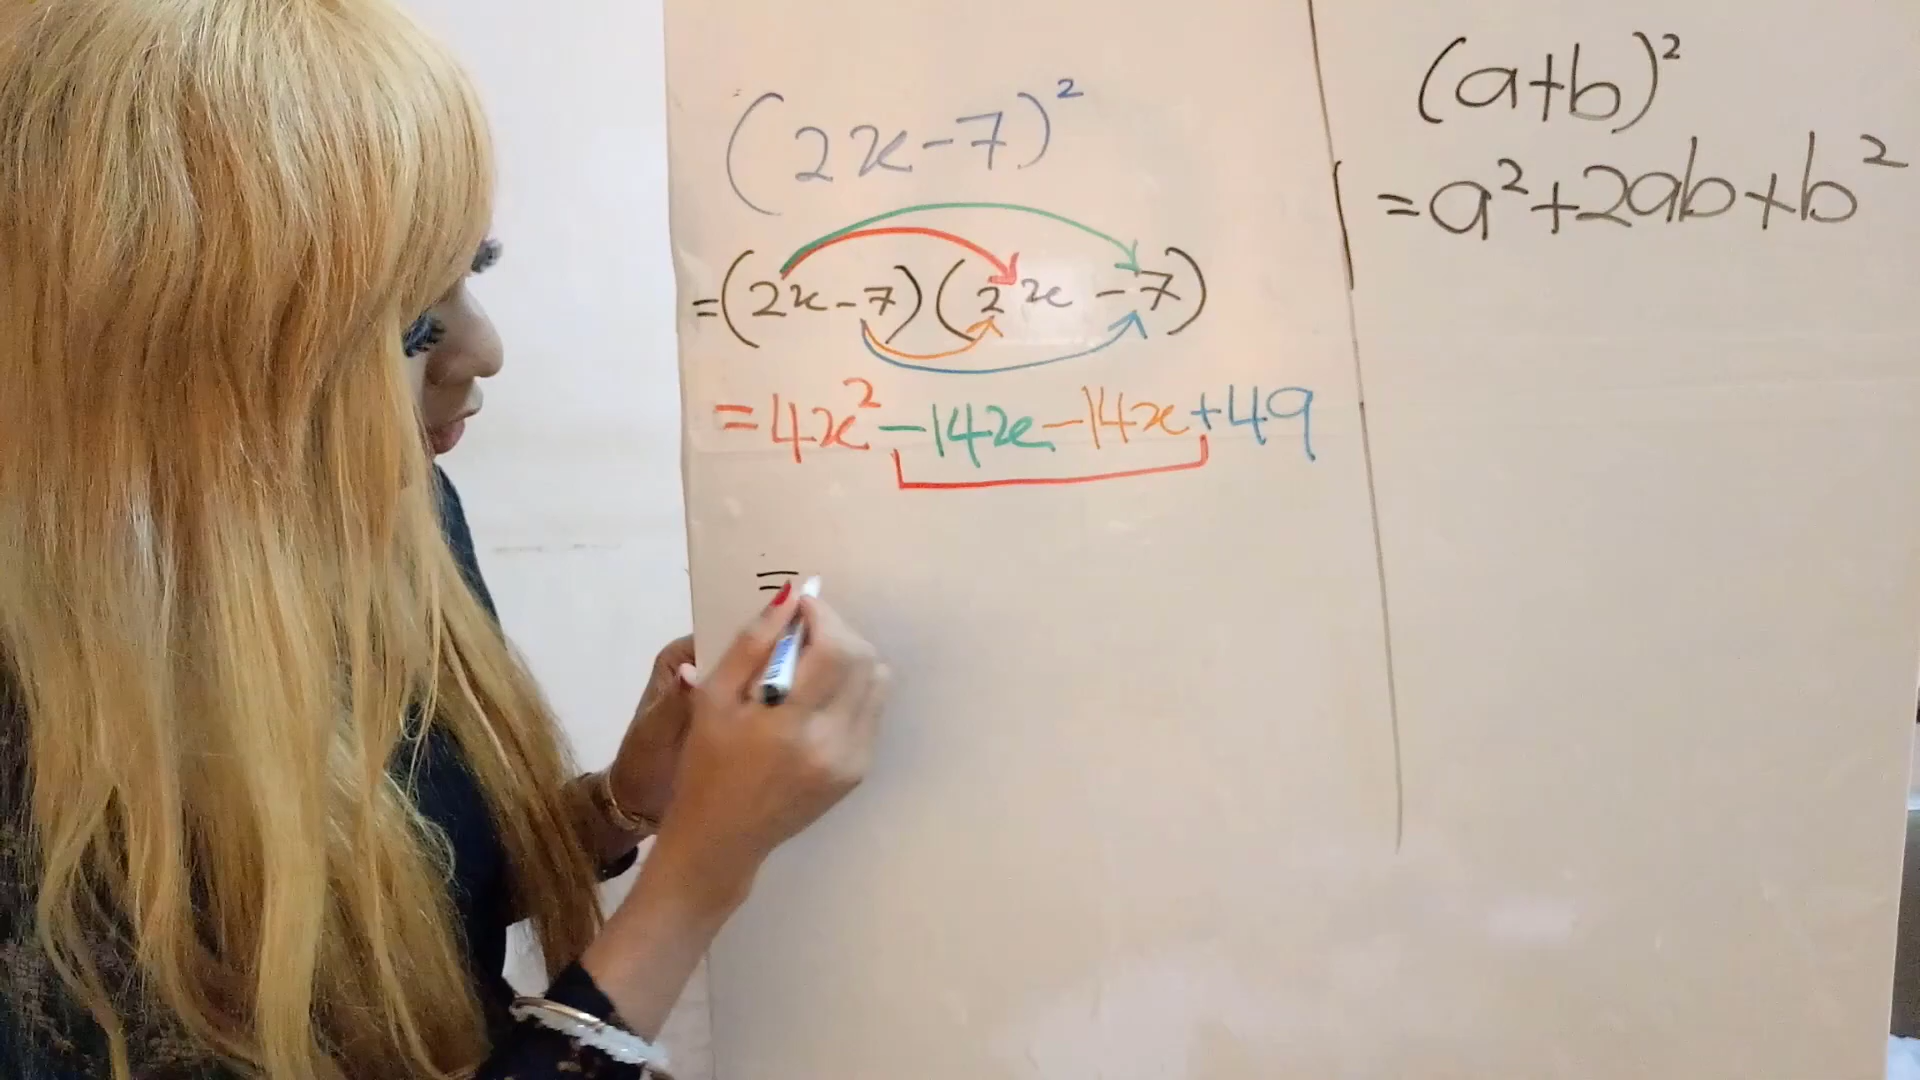 (2x-7)²
=(2x-7)(2x-7)
=4x²-14x-14x+49
=
(a+b)²
=a²+2ab+b²